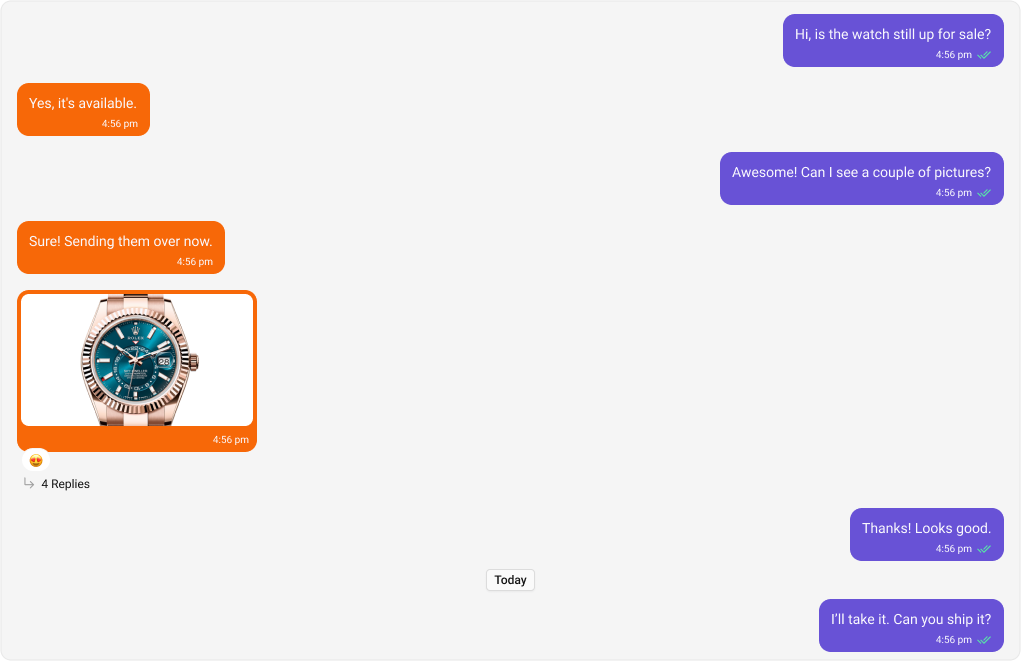 Hi, is the watch still up for sale?
4:56 pm
Yes, it's available.
4:56 pm
Awesome! Can I see a couple of pictures?
4:56 pm
Sure! Sending them over now.
4:56 pm
ROLEX
28
4:56 pm
4 Replies
Thanks! Looks good.
4:56 pm
Today
I'll take it. Can you ship it?
4:56 pm